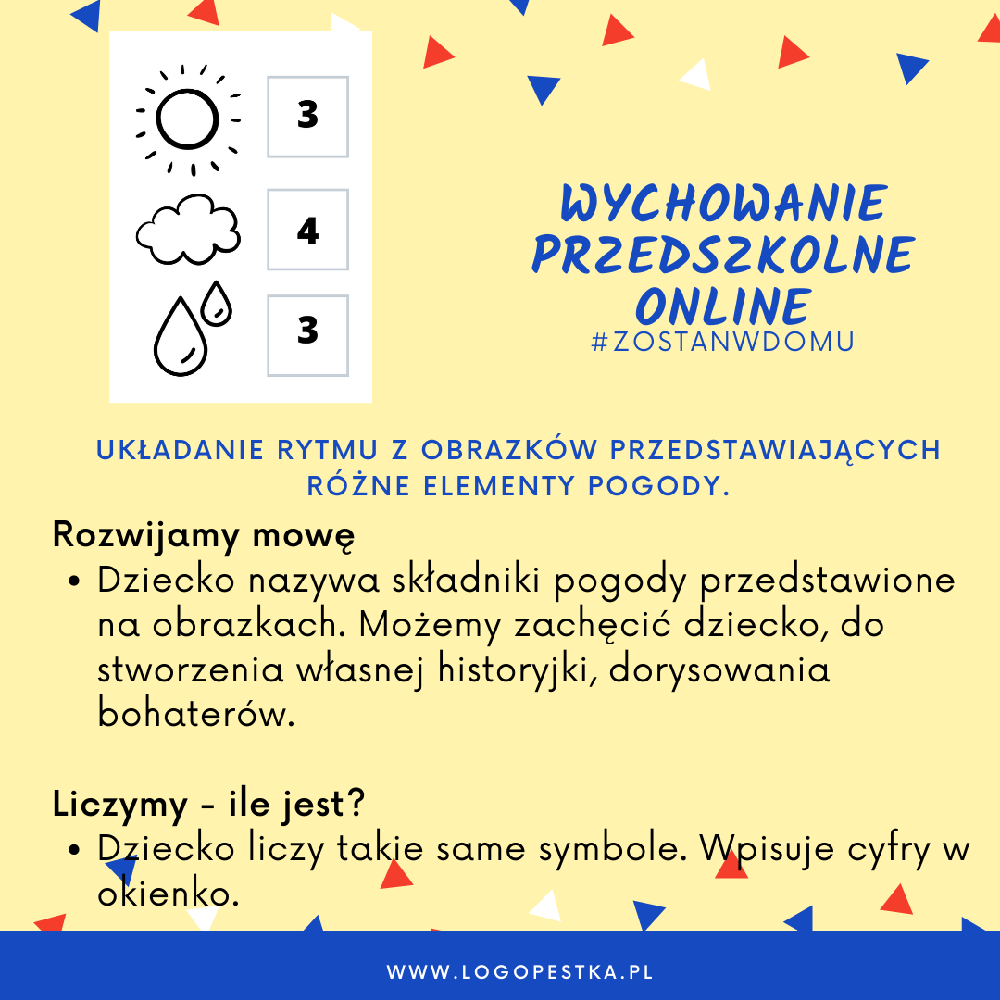 3
4
3
WYCHOWANIE
PRZEDSZKOLNE
ONLINE
#ZOSTANWDOMU
UKŁADANIE RYTMU Z OBRAZKÓW PRZEDSTAWIAJĄCYCH
RÓŻNE ELEMENTY POGODY.
Rozwijamy mowę
• Dziecko nazywa składniki pogody przedstawione
na obrazkach. Możemy zachęcić dziecko, do
stworzenia własnej historyjki, dorysowania
bohaterów.
Liczymy - ile jest?
• Dziecko liczy takie same symbole. Wpisuje cyfry w
okienko.
WWW.LOGOPESTKA.PL